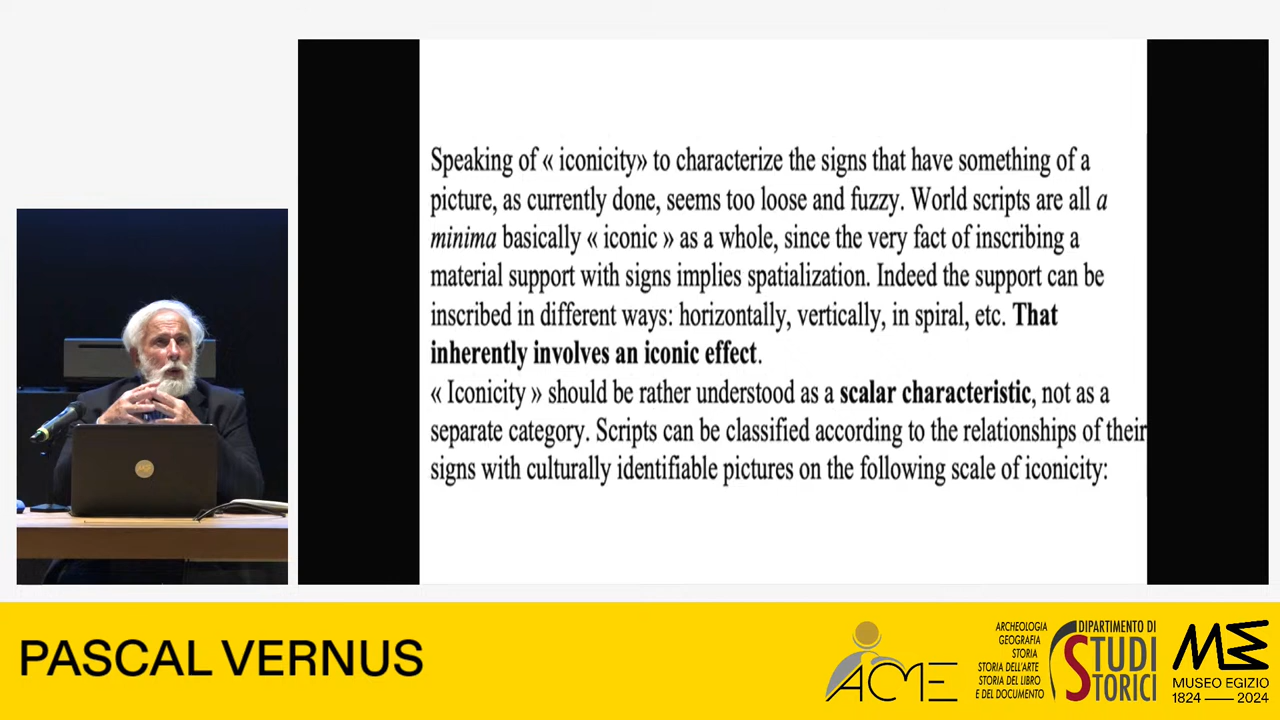 Speaking of « iconicity» to characterize the signs that have something of a
picture, as currently done, seems too loose and fuzzy. World scripts are all a
minima basically « iconic » as a whole, since the very fact of inscribing a
material support with signs implies spatialization. Indeed the support can be
inscribed in different ways: horizontally, vertically, in spiral, etc. That
inherently involves an iconic effect.
« Iconicity » should be rather understood as a scalar characteristic, not as a
separate category. Scripts can be classified according to the relationships of their
signs with culturally identifiable pictures on the following scale of iconicity:
PASCAL VERNUS
ACME
ARCHEOLOGIA
GEOGRAFIA
STORIA
STORIA DELL'ARTE
STORIA DEL LIBRO
E DEL DOCUMENTO
DIPARTIMENTO DI
STUDI
STORICI
ME
MUSEO EGIZIO
1824 — 2024